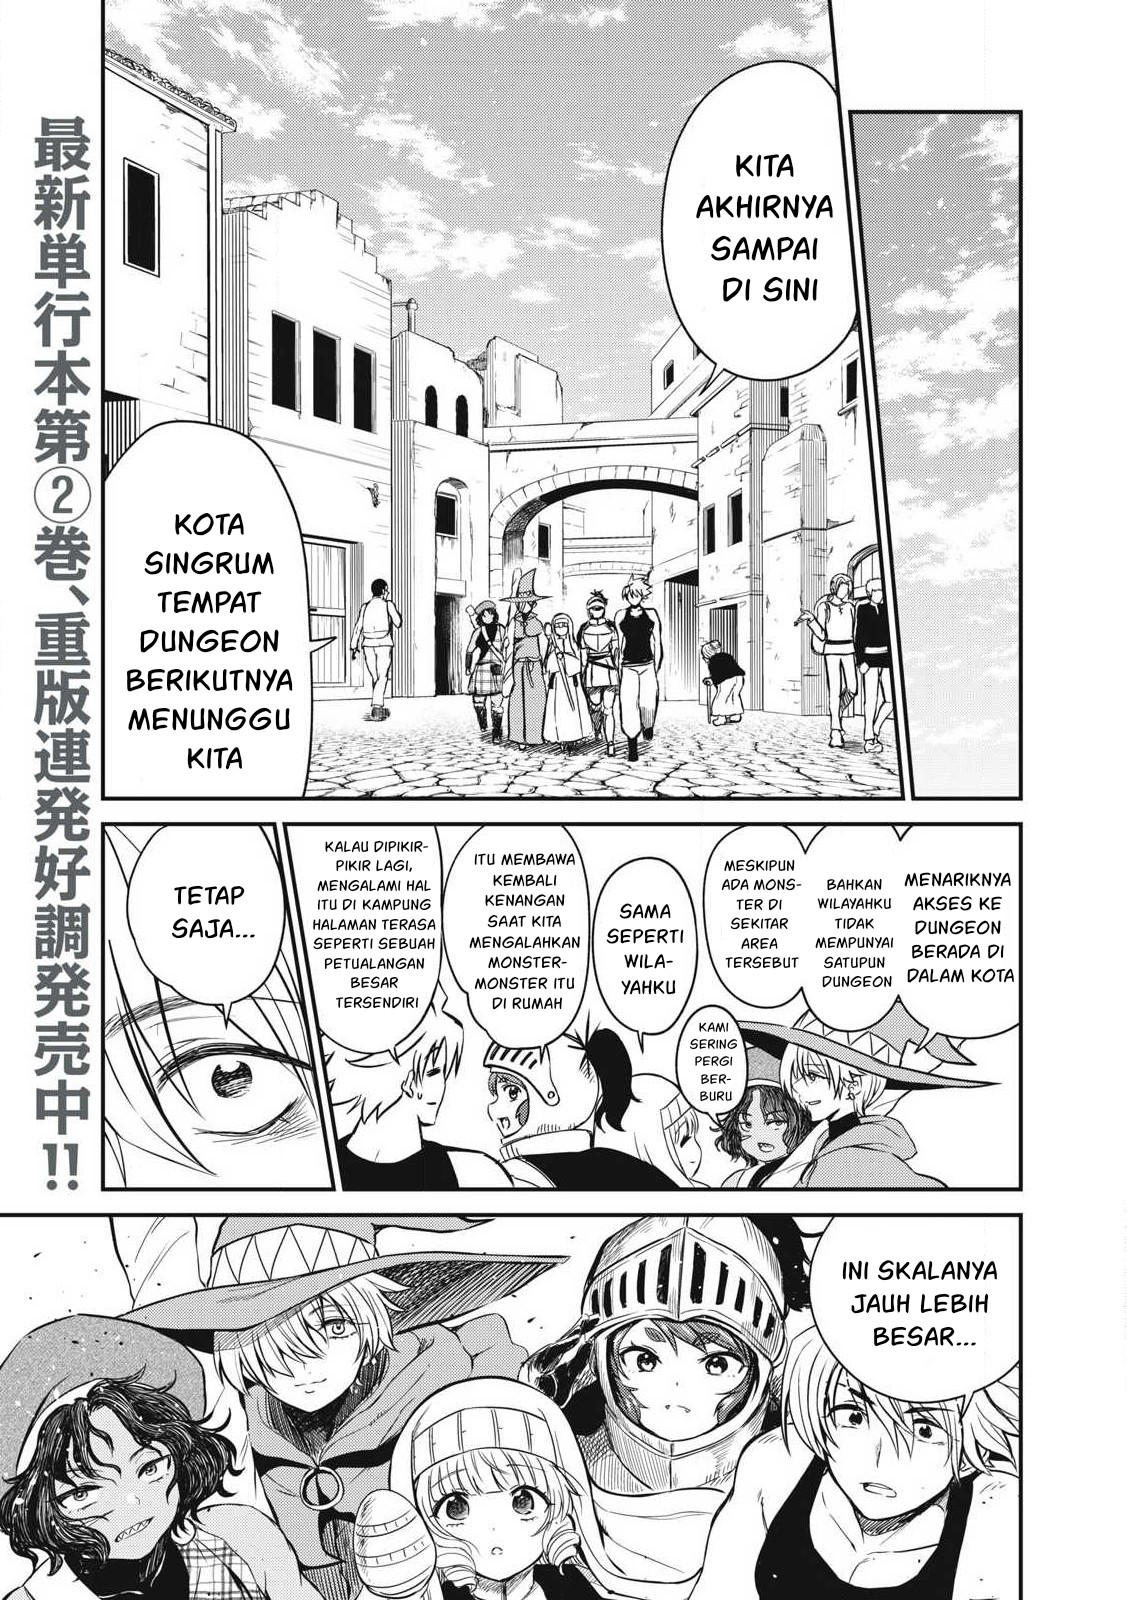 KITA
AKHIRNYA
SAMPAI
DI SINI
KOTA
SINGRUM
TEMPAT
DUNGEON
BERIKUTNYA
MENUNGGU
KITA
MENARIKNYA
AKSES KE
DUNGEON
BERADA DI
DALAM KOTA
BAHKAN
WILAYAHKU
TIDAK
MEMPUNYAI
SATUPUN
DUNGEON
MESKIPUN
ADA MONS-
TER DI
SEKITAR
AREA
TERSEBUT
KAMI
SERING
PERGI
BER-
BURU
SAMA
SEPERTI
WILA-
YAHKU
ITU MEMBAWA
KEMBALI
KENANGAN
SAAT KITA
MENGALAHKAN
MONSTER-
MONSTER ITU
DI RUMAH
KALAU DIPIKIR-
PIKIR LAGI,
MENGALAMI HAL
ITU DI KAMPUNG
HALAMAN TERASA
SEPERTI SEBUAH
PETUALANGAN
BESAR
TERSENDIRI
TETAP
SAJA...
INI SKALANYA
JAUH LEBIH
BESAR...
最新単行本第②巻、重版連発好調発売中!!